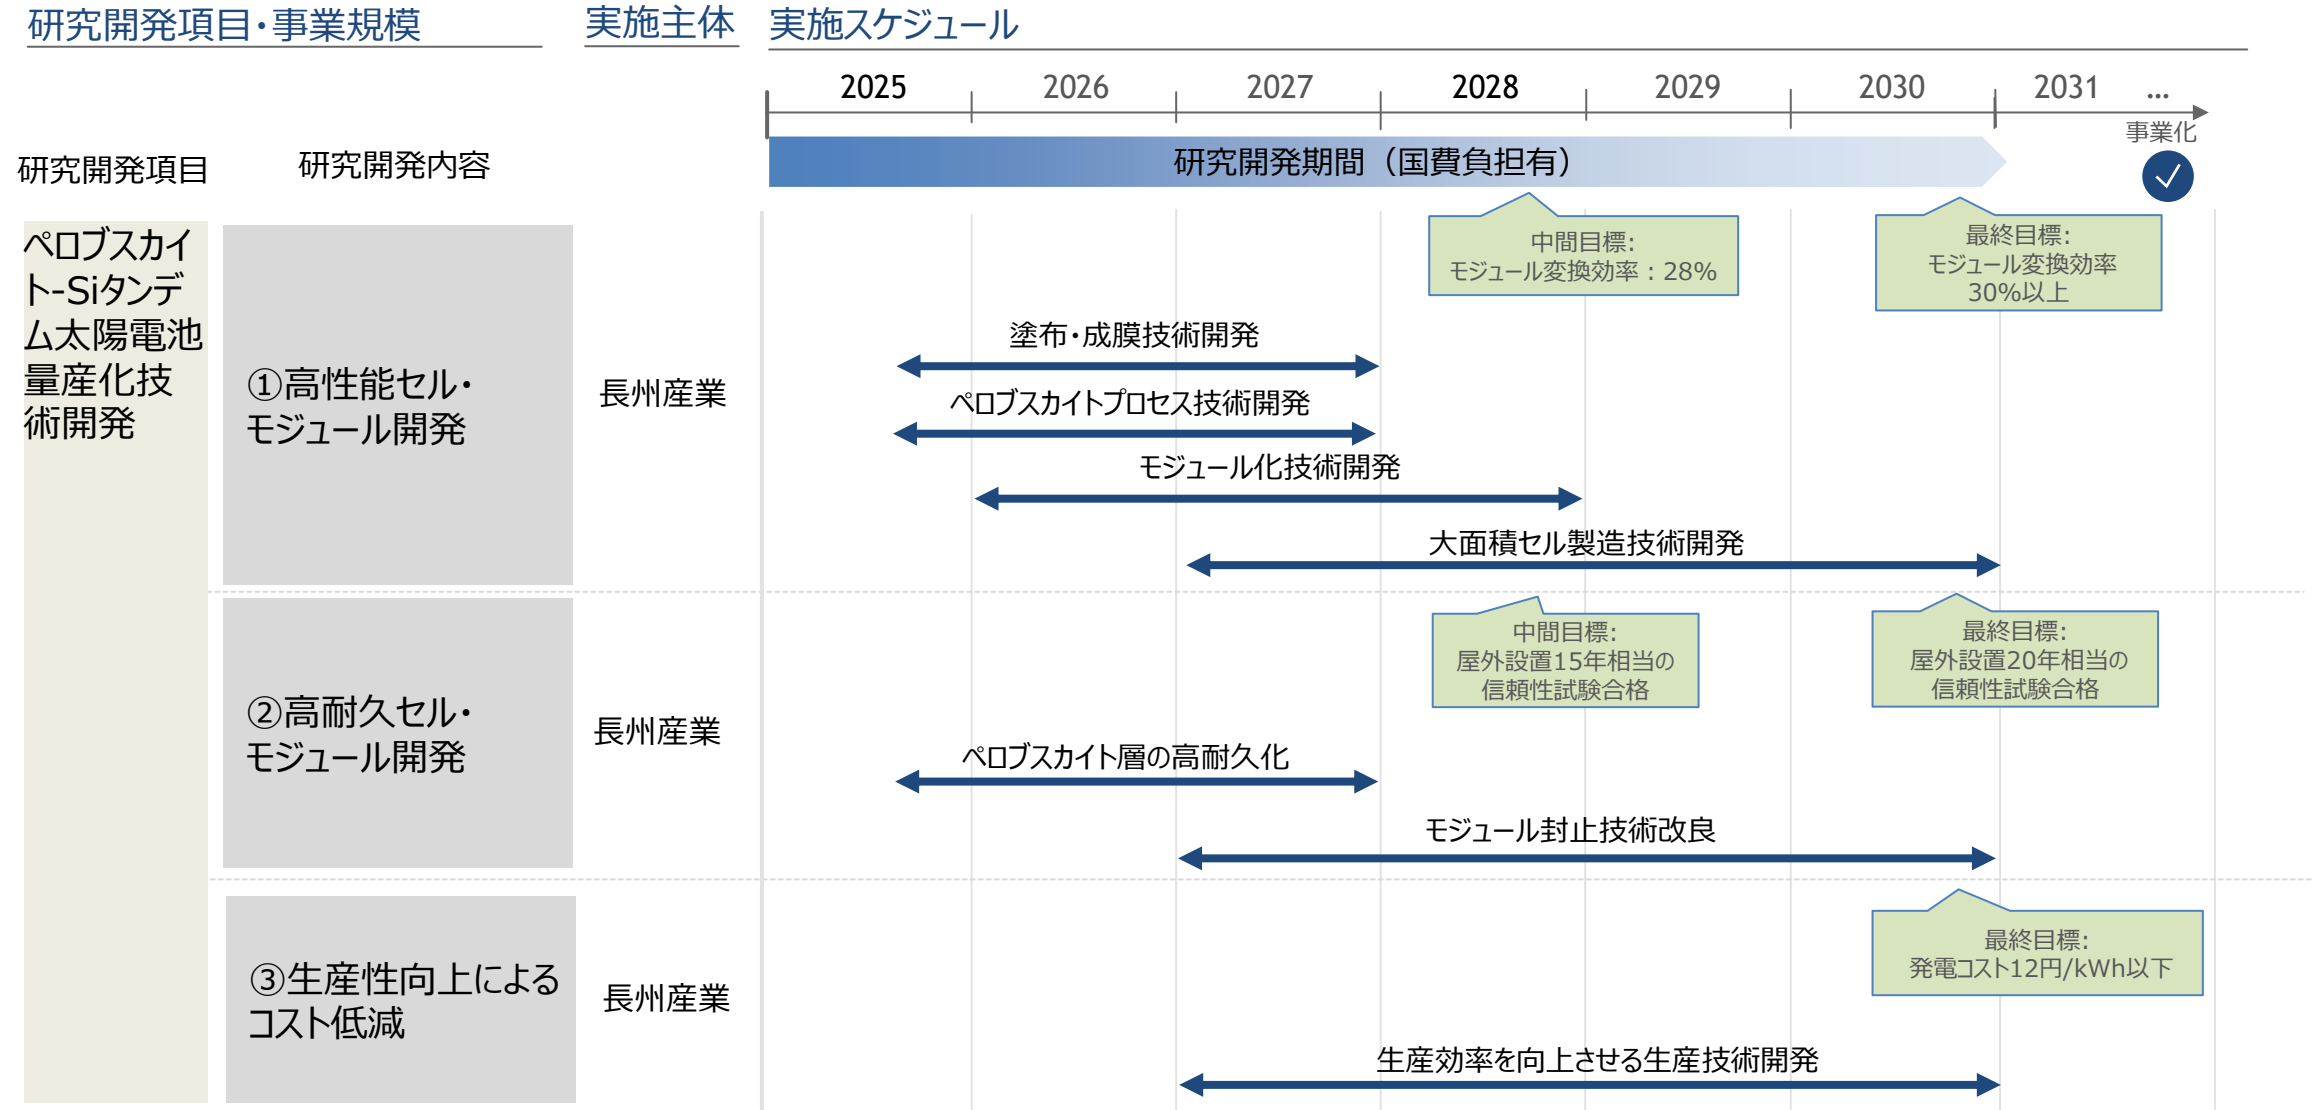 研究開発項目・事業規模
実施主体
実施スケジュール
2025
2026
2027
2028
2029
2030
2031
…
事業化
研究開発項目
研究開発内容
研究開発期間（国費負担有）
ペロブスカイ
ト-Siタンデ
ム太陽電池
量産化技
術開発
①高性能セル・
モジュール開発
長州産業
中間目標:
モジュール変換効率：28%
最終目標:
モジュール変換効率
30%以上
塗布・成膜技術開発
ペロブスカイトプロセス技術開発
モジュール化技術開発
大面積セル製造技術開発
②高耐久セル・
モジュール開発
長州産業
中間目標:
屋外設置15年相当の
信頼性試験合格
最終目標:
屋外設置20年相当の
信頼性試験合格
ペロブスカイト層の高耐久化
モジュール封止技術改良
③生産性向上による
コスト低減
長州産業
最終目標:
発電コスト12円/kWh以下
生産効率を向上させる生産技術開発